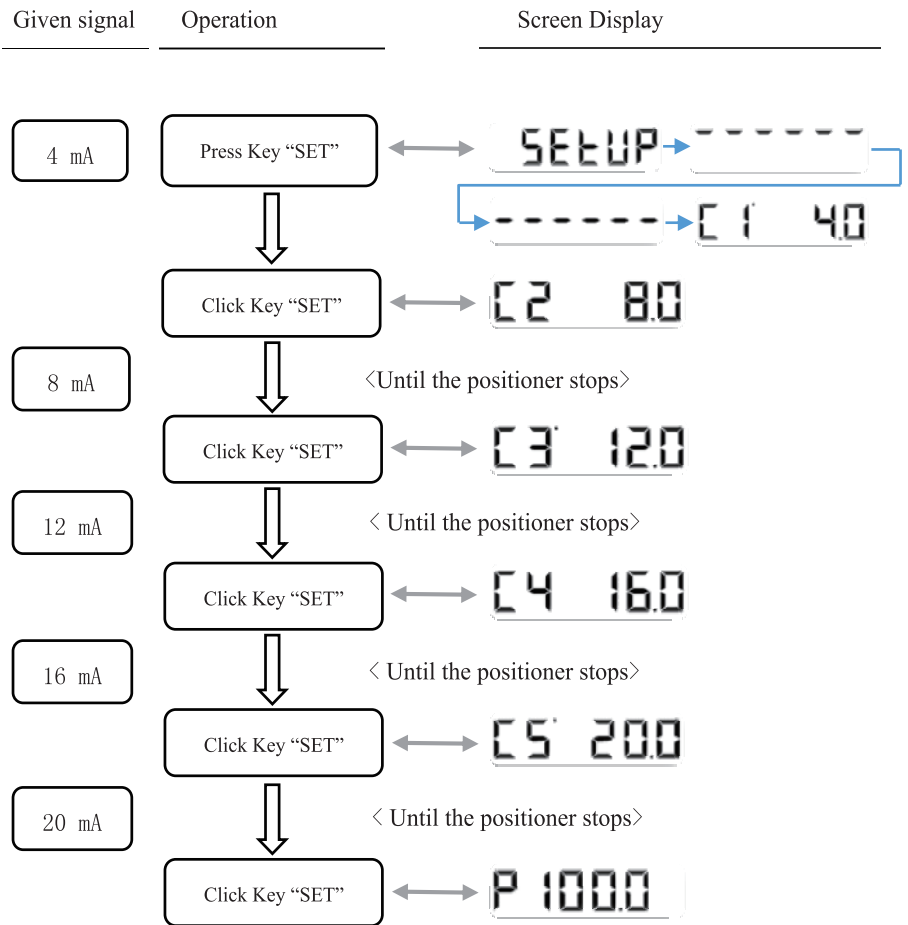 Given signal Operation Screen Display
4 mA Press Key “SET” SEtUP ------
------ C1 4.0
Click Key “SET” C2 8.0
8 mA <Until the positioner stops>
Click Key “SET” C3 12.0
12 mA < Until the positioner stops>
Click Key “SET” C4 16.0
16 mA < Until the positioner stops>
Click Key “SET” C5 20.0
20 mA < Until the positioner stops>
Click Key “SET” P 100.0